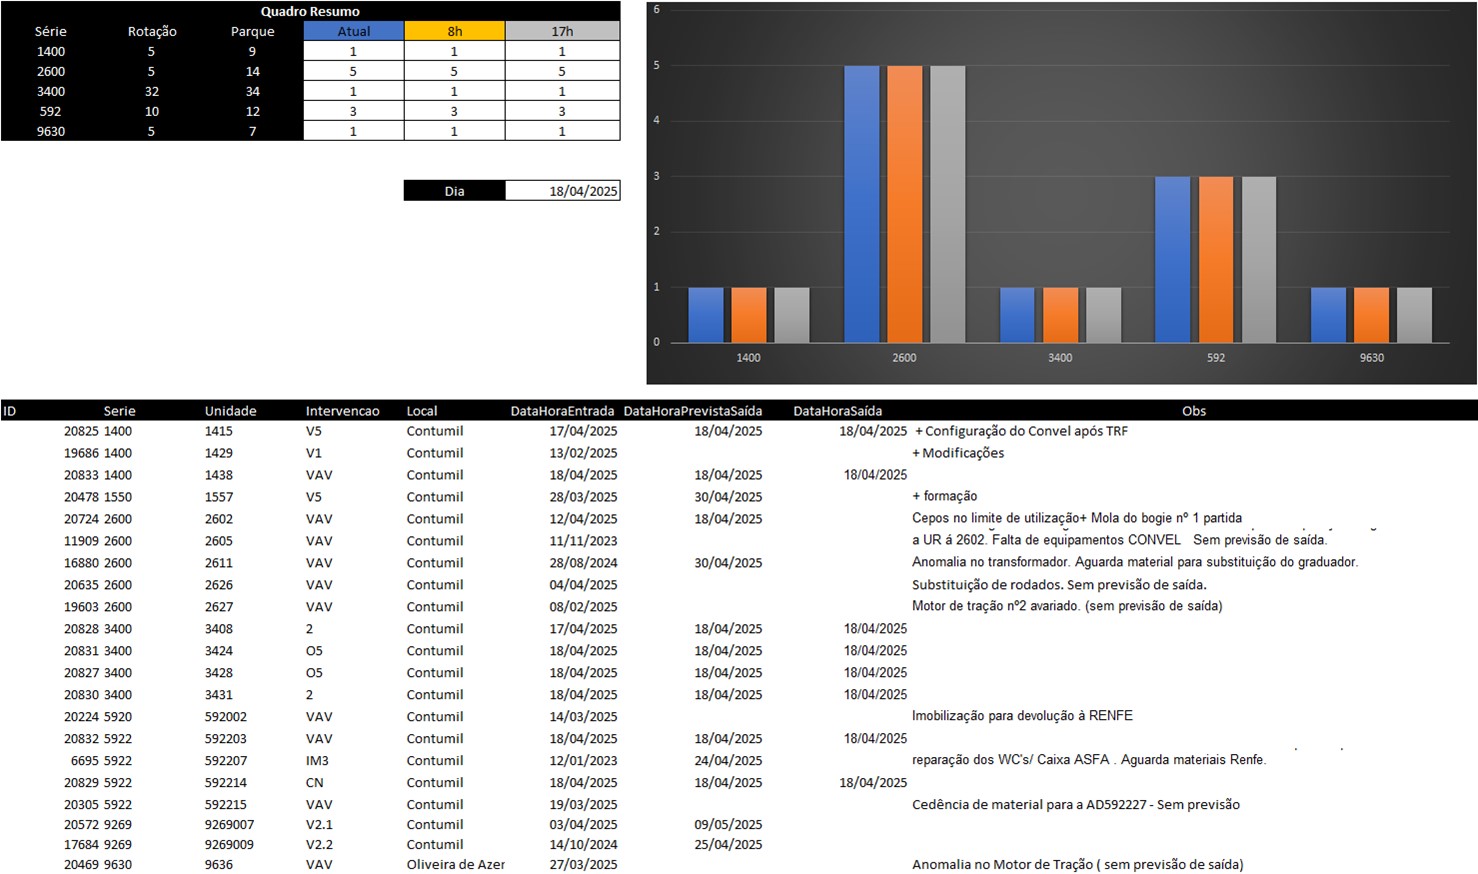 Quadro Resumo
Série Rotação Parque Atual 8h 17h
1400 5 9 1 1 1
2600 5 14 5 5 5
3400 32 34 1 1 1
592 10 12 3 3 3
9630 5 7 1 1 1
Dia 18/04/2025
6
5
4
3
2
1
0
1400 2600 3400 592 9630
ID Serie Unidade Intervencao Local DataHoraEntrada DataHoraPrevistaSaída DataHoraSaída Obs
20825 1400 1415 V5 Contumil 17/04/2025 18/04/2025 18/04/2025 + Configuração do Convel após TRF
19686 1400 1429 V1 Contumil 13/02/2025 + Modificações
20833 1400 1438 VAV Contumil 18/04/2025 18/04/2025 18/04/2025
20478 1550 1557 V5 Contumil 28/03/2025 30/04/2025 + formação
20724 2600 2602 VAV Contumil 12/04/2025 18/04/2025 Cepos no limite de utilização+ Mola do bogie nº 1 partida
11909 2600 2605 VAV Contumil 11/11/2023 a UR á 2602. Falta de equipamentos CONVEL Sem previsão de saída.
16880 2600 2611 VAV Contumil 28/08/2024 30/04/2025 Anomalia no transformador. Aguarda material para substituição do graduador.
20635 2600 2626 VAV Contumil 04/04/2025 Substituição de rodados. Sem previsão de saída.
19603 2600 2627 VAV Contumil 08/02/2025 Motor de tração nº2 avariado. (sem previsão de saída)
20828 3400 3408 2 Contumil 17/04/2025 18/04/2025 18/04/2025
20831 3400 3424 O5 Contumil 18/04/2025 18/04/2025 18/04/2025
20827 3400 3428 O5 Contumil 18/04/2025 18/04/2025 18/04/2025
20830 3400 3431 2 Contumil 18/04/2025 18/04/2025 18/04/2025
20224 5920 592002 VAV Contumil 14/03/2025 Imobilização para devolução à RENFE
20832 5922 592203 VAV Contumil 18/04/2025 18/04/2025 18/04/2025
6695 5922 592207 IM3 Contumil 12/01/2023 24/04/2025 reparação dos WC's/ Caixa ASFA . Aguarda materiais Renfe.
20829 5922 592214 CN Contumil 18/04/2025 18/04/2025 18/04/2025
20305 5922 592215 VAV Contumil 19/03/2025 Cedência de material para a AD592227 - Sem previsão
20572 9269 9269007 V2.1 Contumil 03/04/2025 09/05/2025
17684 9269 9269009 V2.2 Contumil 14/10/2024 25/04/2025
20469 9630 9636 VAV Oliveira de Azer 27/03/2025 Anomalia no Motor de Tração ( sem previsão de saída)